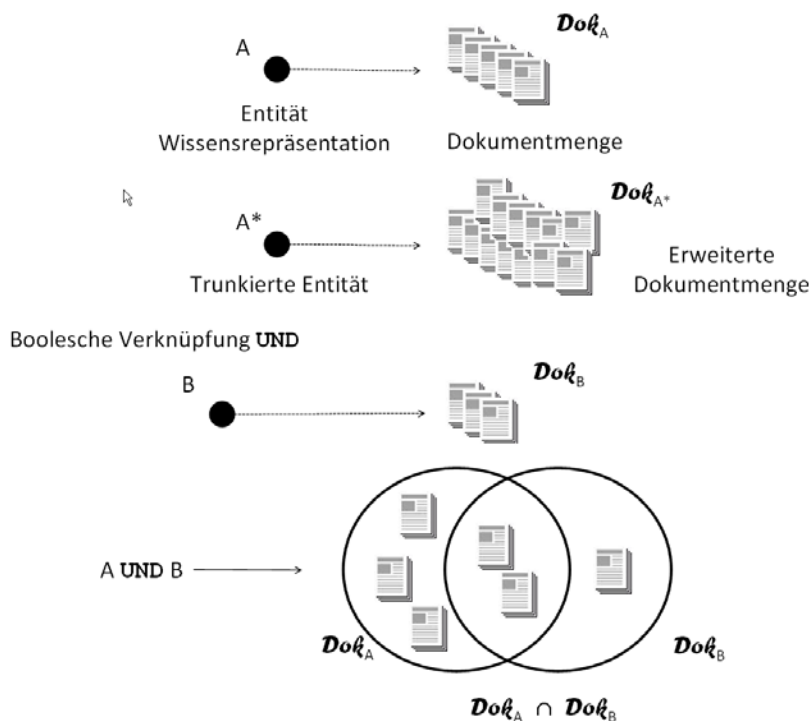 A
Dok_A
Entität
Wissensrepräsentation
Dokumentmenge
A*
Dok_A*
Trunkierte Entität
Erweiterte
Dokumentmenge
Boolesche Verknüpfung UND
B
Dok_B
A UND B
Dok_A
Dok_B
Dok_A ∩ Dok_B